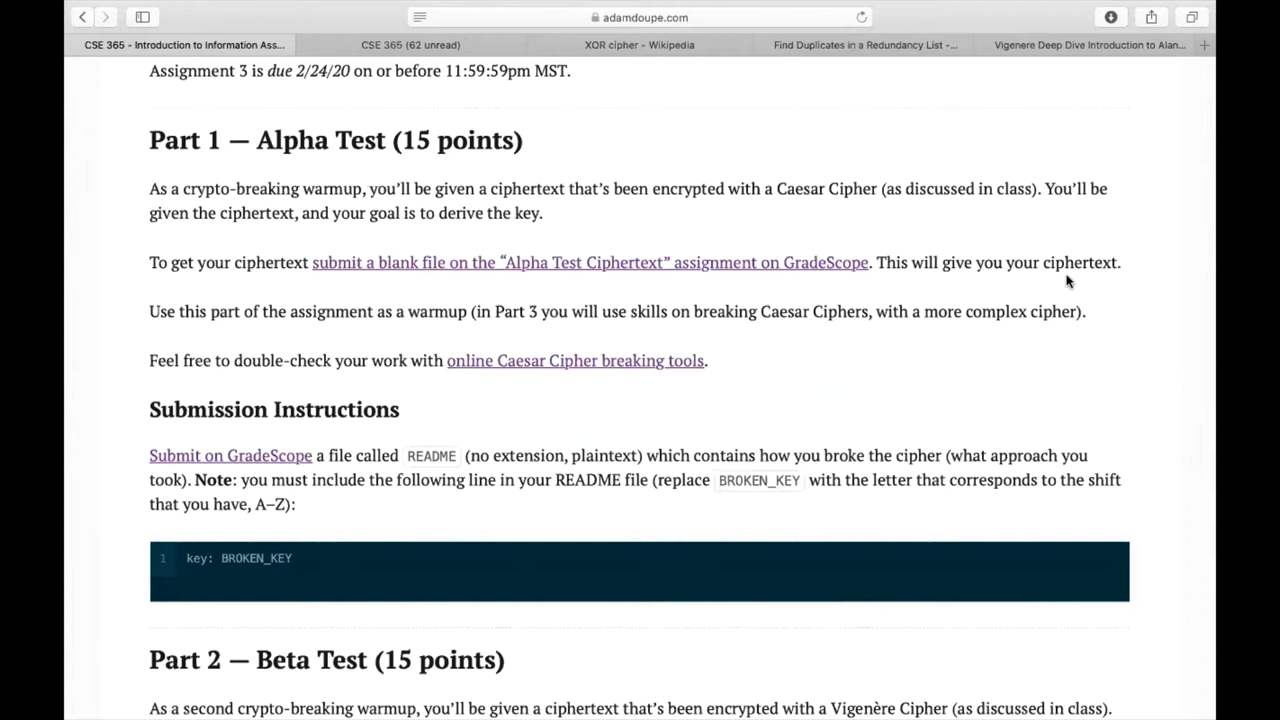 adamdoupe.com
CSE 365 - Introduction to Information Ass...
CSE 365 (62 unread)
XOR cipher - Wikipedia
Find Duplicates in a Redundancy List -...
Vigenere Deep Dive Introduction to Alan...
Assignment 3 is due 2/24/20 on or before 11:59:59pm MST.
Part 1 — Alpha Test (15 points)
As a crypto-breaking warmup, you’ll be given a ciphertext that’s been encrypted with a Caesar Cipher (as discussed in class). You’ll be
given the ciphertext, and your goal is to derive the key.
To get your ciphertext submit a blank file on the “Alpha Test Ciphertext” assignment on GradeScope. This will give you your ciphertext.
Use this part of the assignment as a warmup (in Part 3 you will use skills on breaking Caesar Ciphers, with a more complex cipher).
Feel free to double-check your work with online Caesar Cipher breaking tools.
Submission Instructions
Submit on GradeScope a file called README (no extension, plaintext) which contains how you broke the cipher (what approach you
took). Note: you must include the following line in your README file (replace BROKEN_KEY with the letter that corresponds to the shift
that you have, A–Z):
1 key: BROKEN_KEY
Part 2 — Beta Test (15 points)
As a second crypto-breaking warmup, you’ll be given a ciphertext that’s been encrypted with a Vigenère Cipher (as discussed in class).